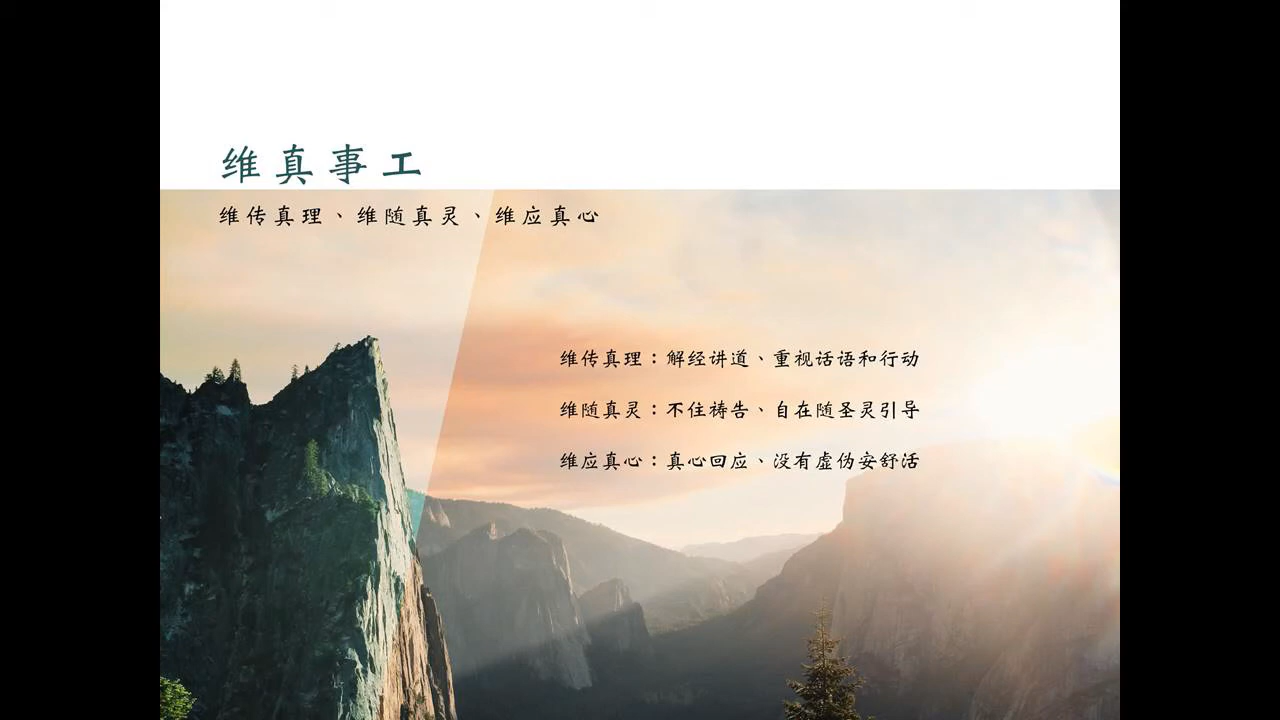 维真事工
维传真理、维随真灵、维应真心
维传真理：解经讲道、重视话语和行动
维随真灵：不住祷告、自在随圣灵引导
维应真心：真心回应、没有虚伪安舒活